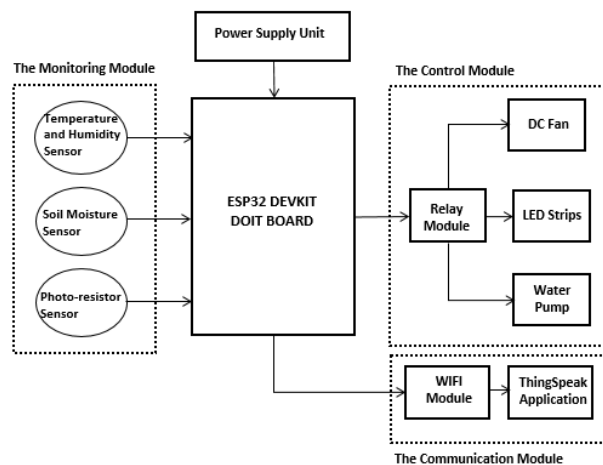 Power Supply Unit
The Monitoring Module
The Control Module
Temperature
and Humidity
Sensor
Soil Moisture
Sensor
Photo-resistor
Sensor
ESP32 DEVKIT
DOIT BOARD
Relay
Module
DC Fan
LED Strips
Water
Pump
WIFI
Module
ThingSpeak
Application
The Communication Module